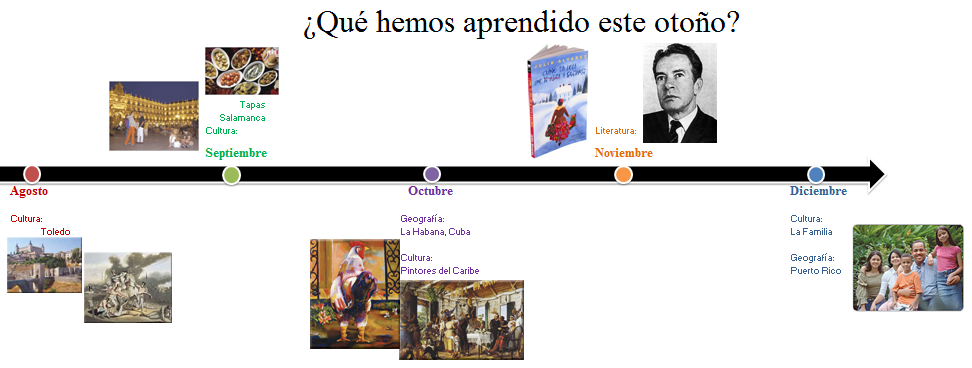 ¿Qué hemos aprendido este otoño?
Tapas
Salamanca
Cultura:
Septiembre
Literatura:
Noviembre
Agosto
Cultura:
Toledo
Octubre
Geografía:
La Habana, Cuba
Cultura:
Pintores del Caribe
Diciembre
Cultura:
La Familia
Geografía:
Puerto Rico